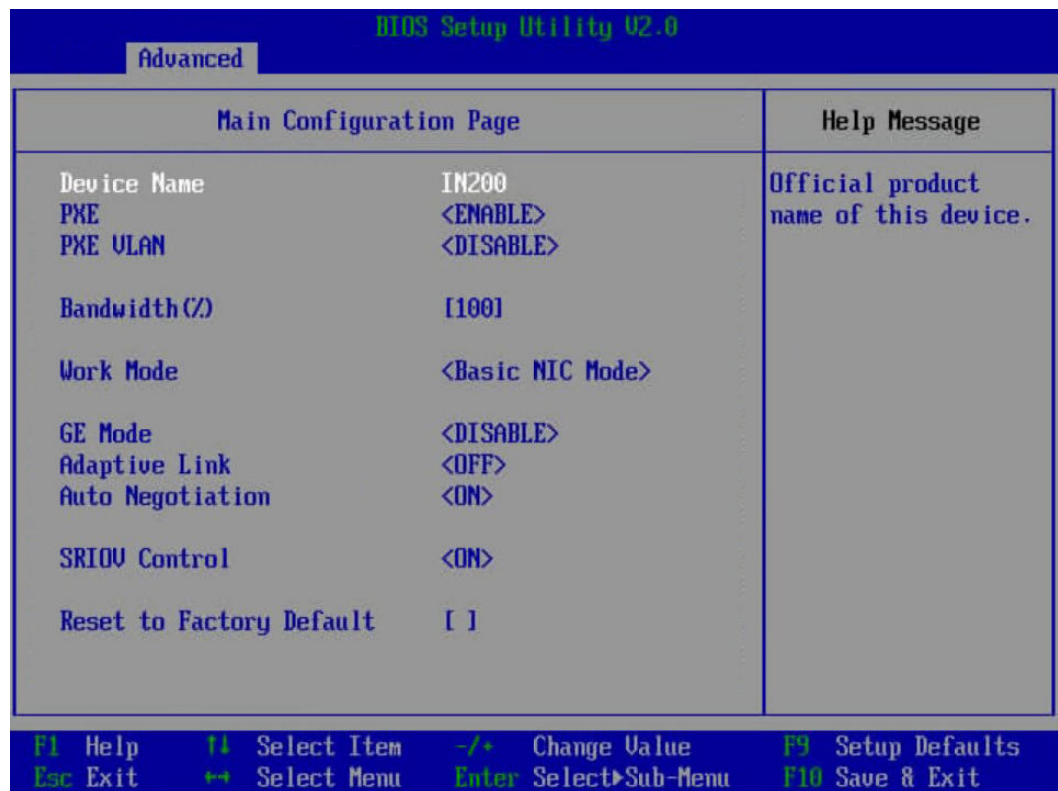 BIOS Setup Utility V2.0
Advanced
Main Configuration Page
Help Message
Device Name IN200
PXE <ENABLE>
PXE VLAN <DISABLE>
Bandwidth(%) [100]
Work Mode <Basic NIC Mode>
GE Mode <DISABLE>
Adaptive Link <OFF>
Auto Negotiation <ON>
SRIOV Control <ON>
Reset to Factory Default [ ]
Official product
name of this device.
F1 Help ↑↓ Select Item -/+ Change Value F9 Setup Defaults
Esc Exit ↔ Select Menu Enter Select▶Sub-Menu F10 Save & Exit